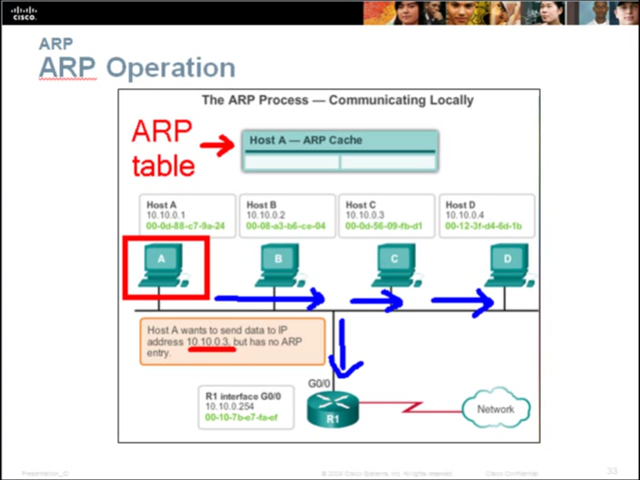 CISCO
ARP
ARP Operation
The ARP Process — Communicating Locally
ARP
table
Host A — ARP Cache
Host A
10.10.0.1
00-0d-88-c7-9a-24
Host B
10.10.0.2
00-08-a3-b6-ce-04
Host C
10.10.0.3
00-0d-56-09-fb-d1
Host D
10.10.0.4
00-12-3f-d4-6d-1b
A
B
C
D
Host A wants to send data to IP
address 10.10.0.3, but has no ARP
entry.
R1 interface G0/0
10.10.0.254
00-10-7b-e7-fa-ef
G0/0
R1
Network
Presentation_ID
© 2008 Cisco Systems, Inc. All rights reserved.
Cisco Confidential
33